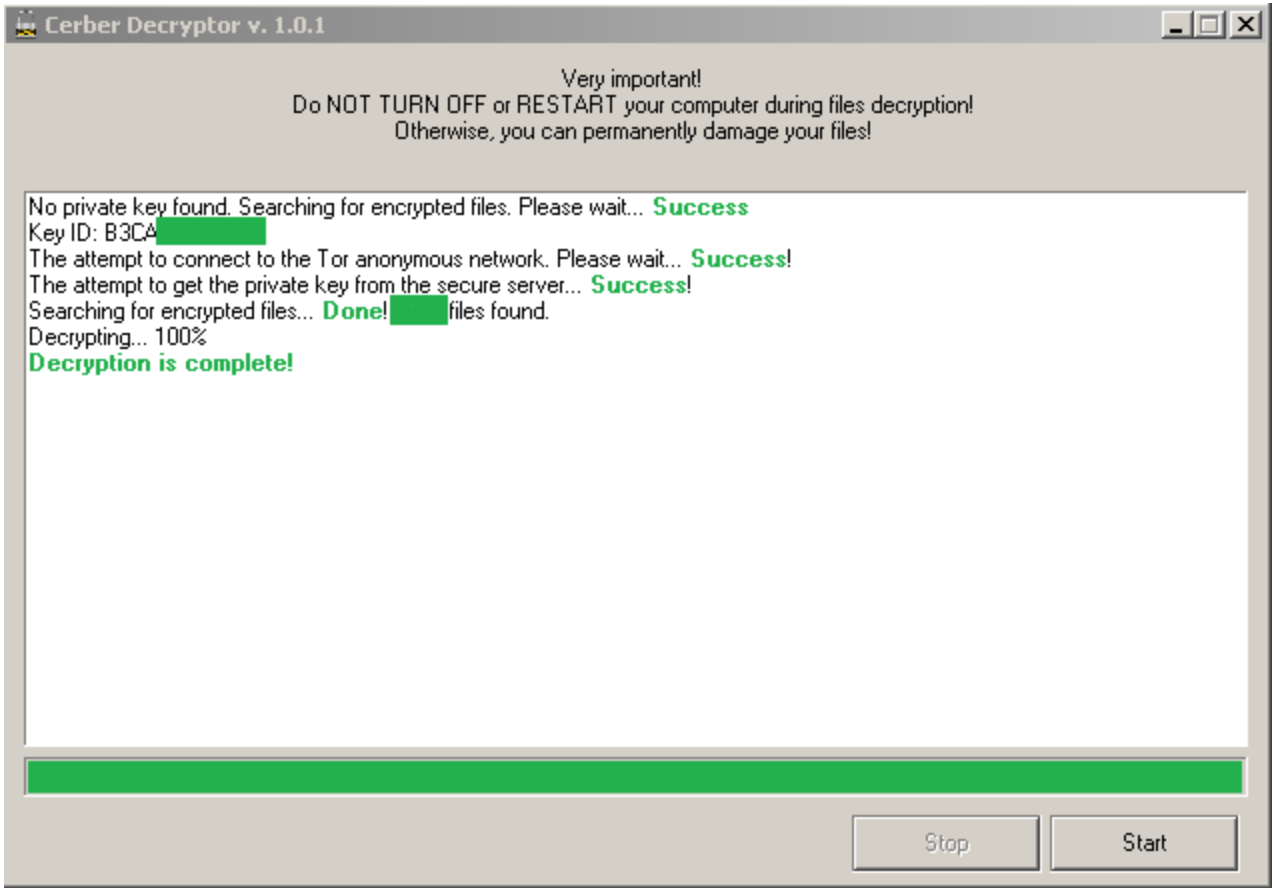 Cerber Decryptor v. 1.0.1
Very important!
Do NOT TURN OFF or RESTART your computer during files decryption!
Otherwise, you can permanently damage your files!
No private key found. Searching for encrypted files. Please wait... Success
Key ID: B3CA
The attempt to connect to the Tor anonymous network. Please wait... Success!
The attempt to get the private key from the secure server... Success!
Searching for encrypted files... Done! files found.
Decrypting... 100%
Decryption is complete!
Stop
Start